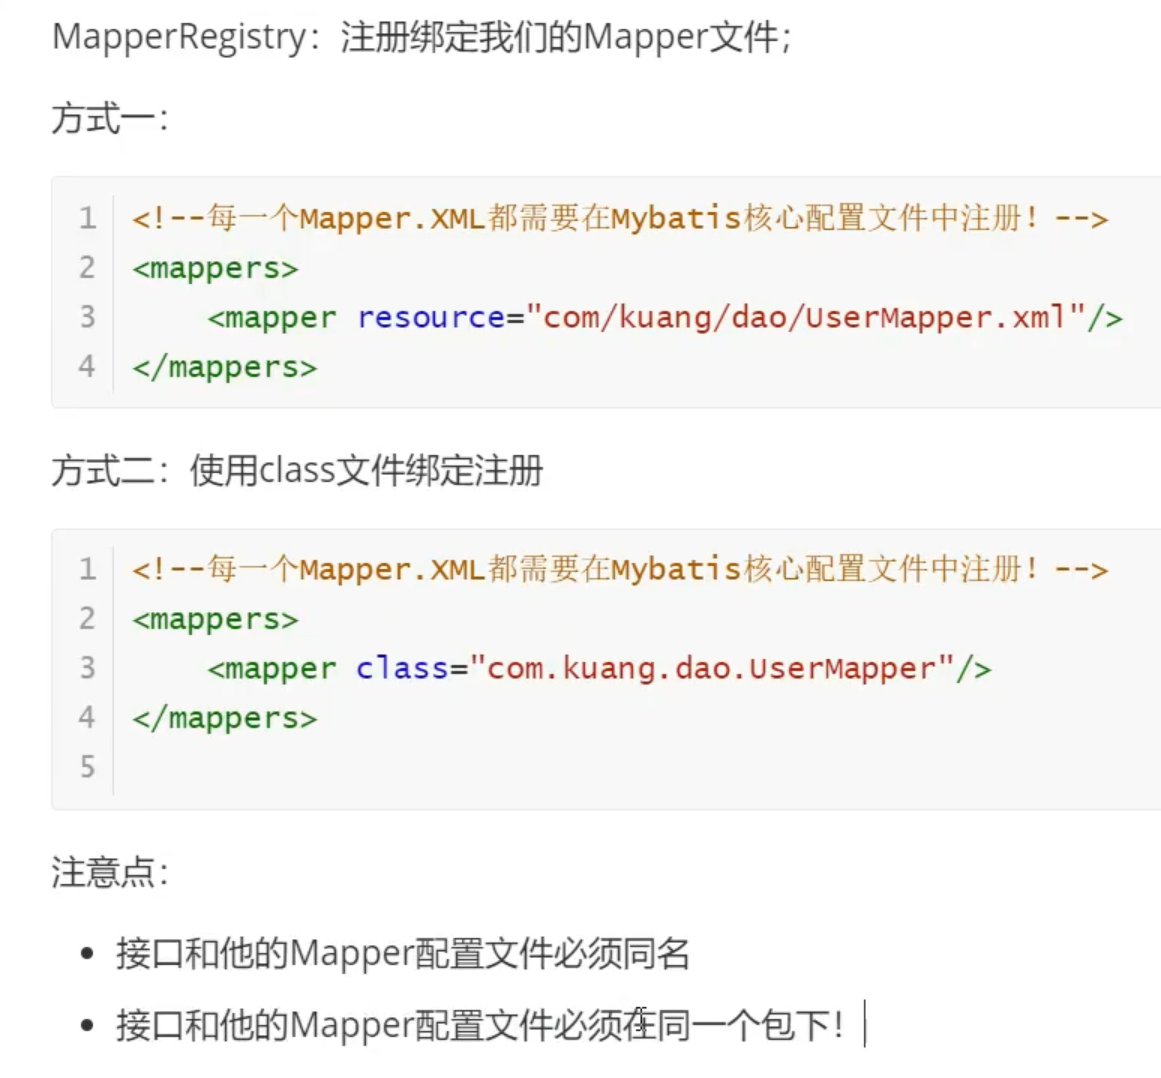 MapperRegistry：注册绑定我们的Mapper文件；
方式一：
1 <!--每一个Mapper.XML都需要在Mybatis核心配置文件中注册！-->
2 <mappers>
3     <mapper resource="com/kuang/dao/UserMapper.xml"/>
4 </mappers>
方式二：使用class文件绑定注册
1 <!--每一个Mapper.XML都需要在Mybatis核心配置文件中注册！-->
2 <mappers>
3     <mapper class="com.kuang.dao.UserMapper"/>
4 </mappers>
5
注意点：
• 接口和他的Mapper配置文件必须同名
• 接口和他的Mapper配置文件必须在同一个包下！